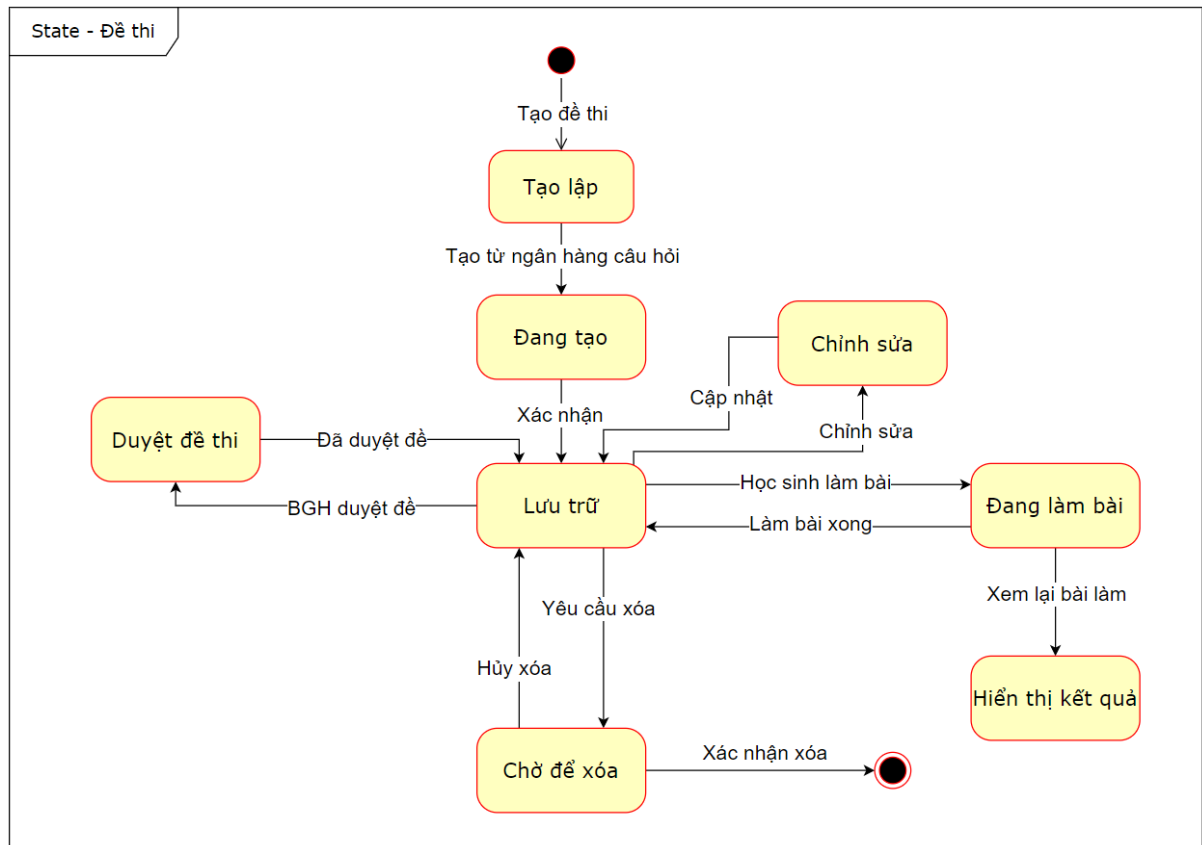 State - Đề thi
Tạo đề thi
Tạo lập
Tạo từ ngân hàng câu hỏi
Đang tạo
Chỉnh sửa
Cập nhật
Xác nhận
Chỉnh sửa
Duyệt đề thi
Đã duyệt đề
BGH duyệt đề
Lưu trữ
Học sinh làm bài
Làm bài xong
Đang làm bài
Yêu cầu xóa
Xem lại bài làm
Hủy xóa
Hiển thị kết quả
Chờ để xóa
Xác nhận xóa